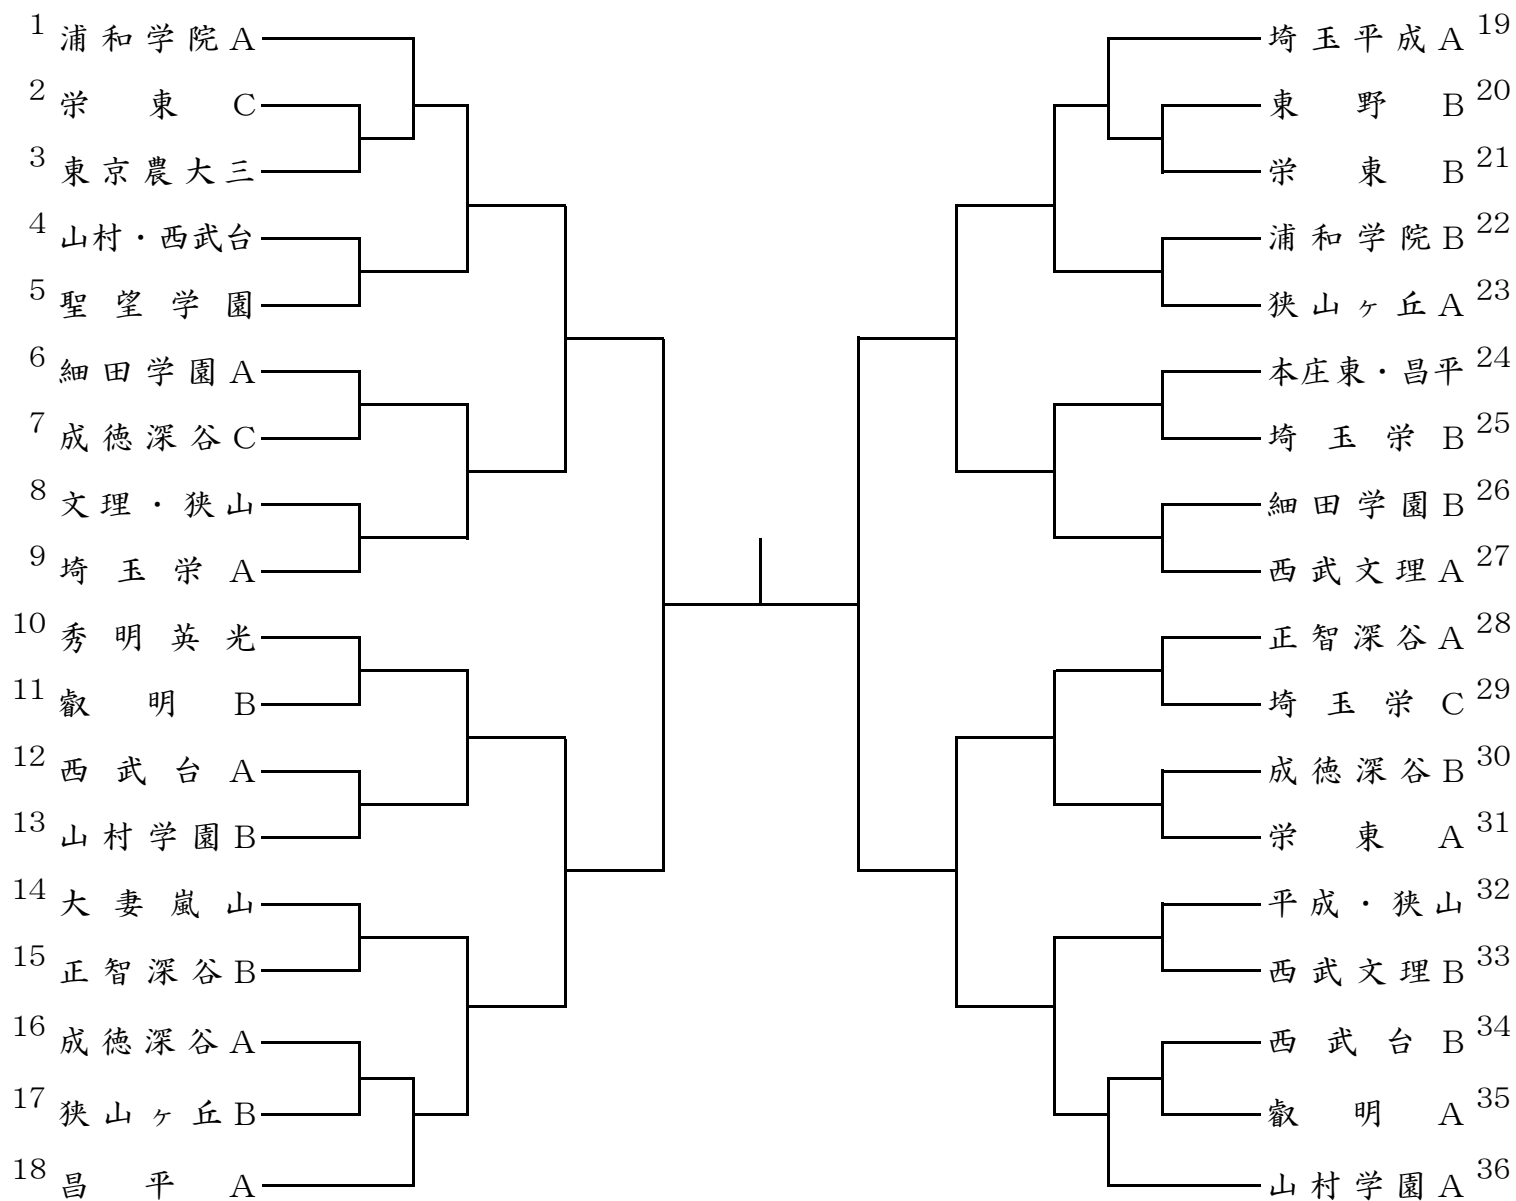 1 浦和学院A
2 栄東C
3 東京農大三
4 山村・西武台
5 聖望学園
6 細田学園A
7 成徳深谷C
8 文理・狭山
9 埼玉栄A
10 秀明英光
11 叡明B
12 西武台A
13 山村学園B
14 大妻嵐山
15 正智深谷B
16 成徳深谷A
17 狭山ヶ丘B
18 昌平A
埼玉平成A 19
東野B 20
栄東B 21
浦和学院B 22
狭山ヶ丘A 23
本庄東・昌平 24
埼玉栄B 25
細田学園B 26
西武文理A 27
正智深谷A 28
埼玉栄C 29
成徳深谷B 30
栄東A 31
平成・狭山 32
西武文理B 33
西武台B 34
叡明A 35
山村学園A 36